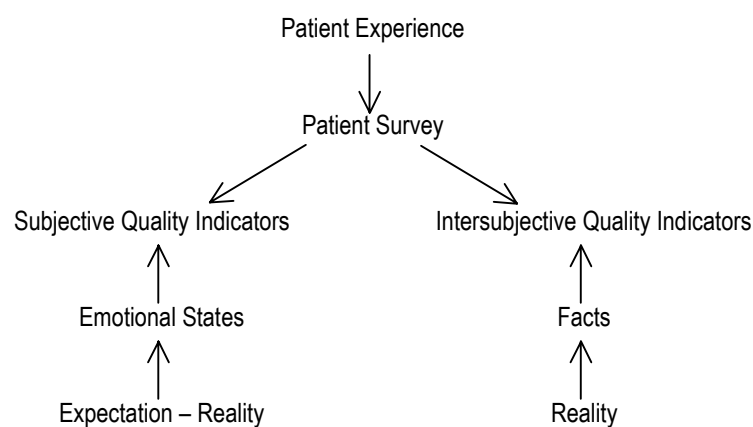 Patient Experience
Patient Survey
Subjective Quality Indicators
Intersubjective Quality Indicators
Emotional States
Facts
Expectation – Reality
Reality